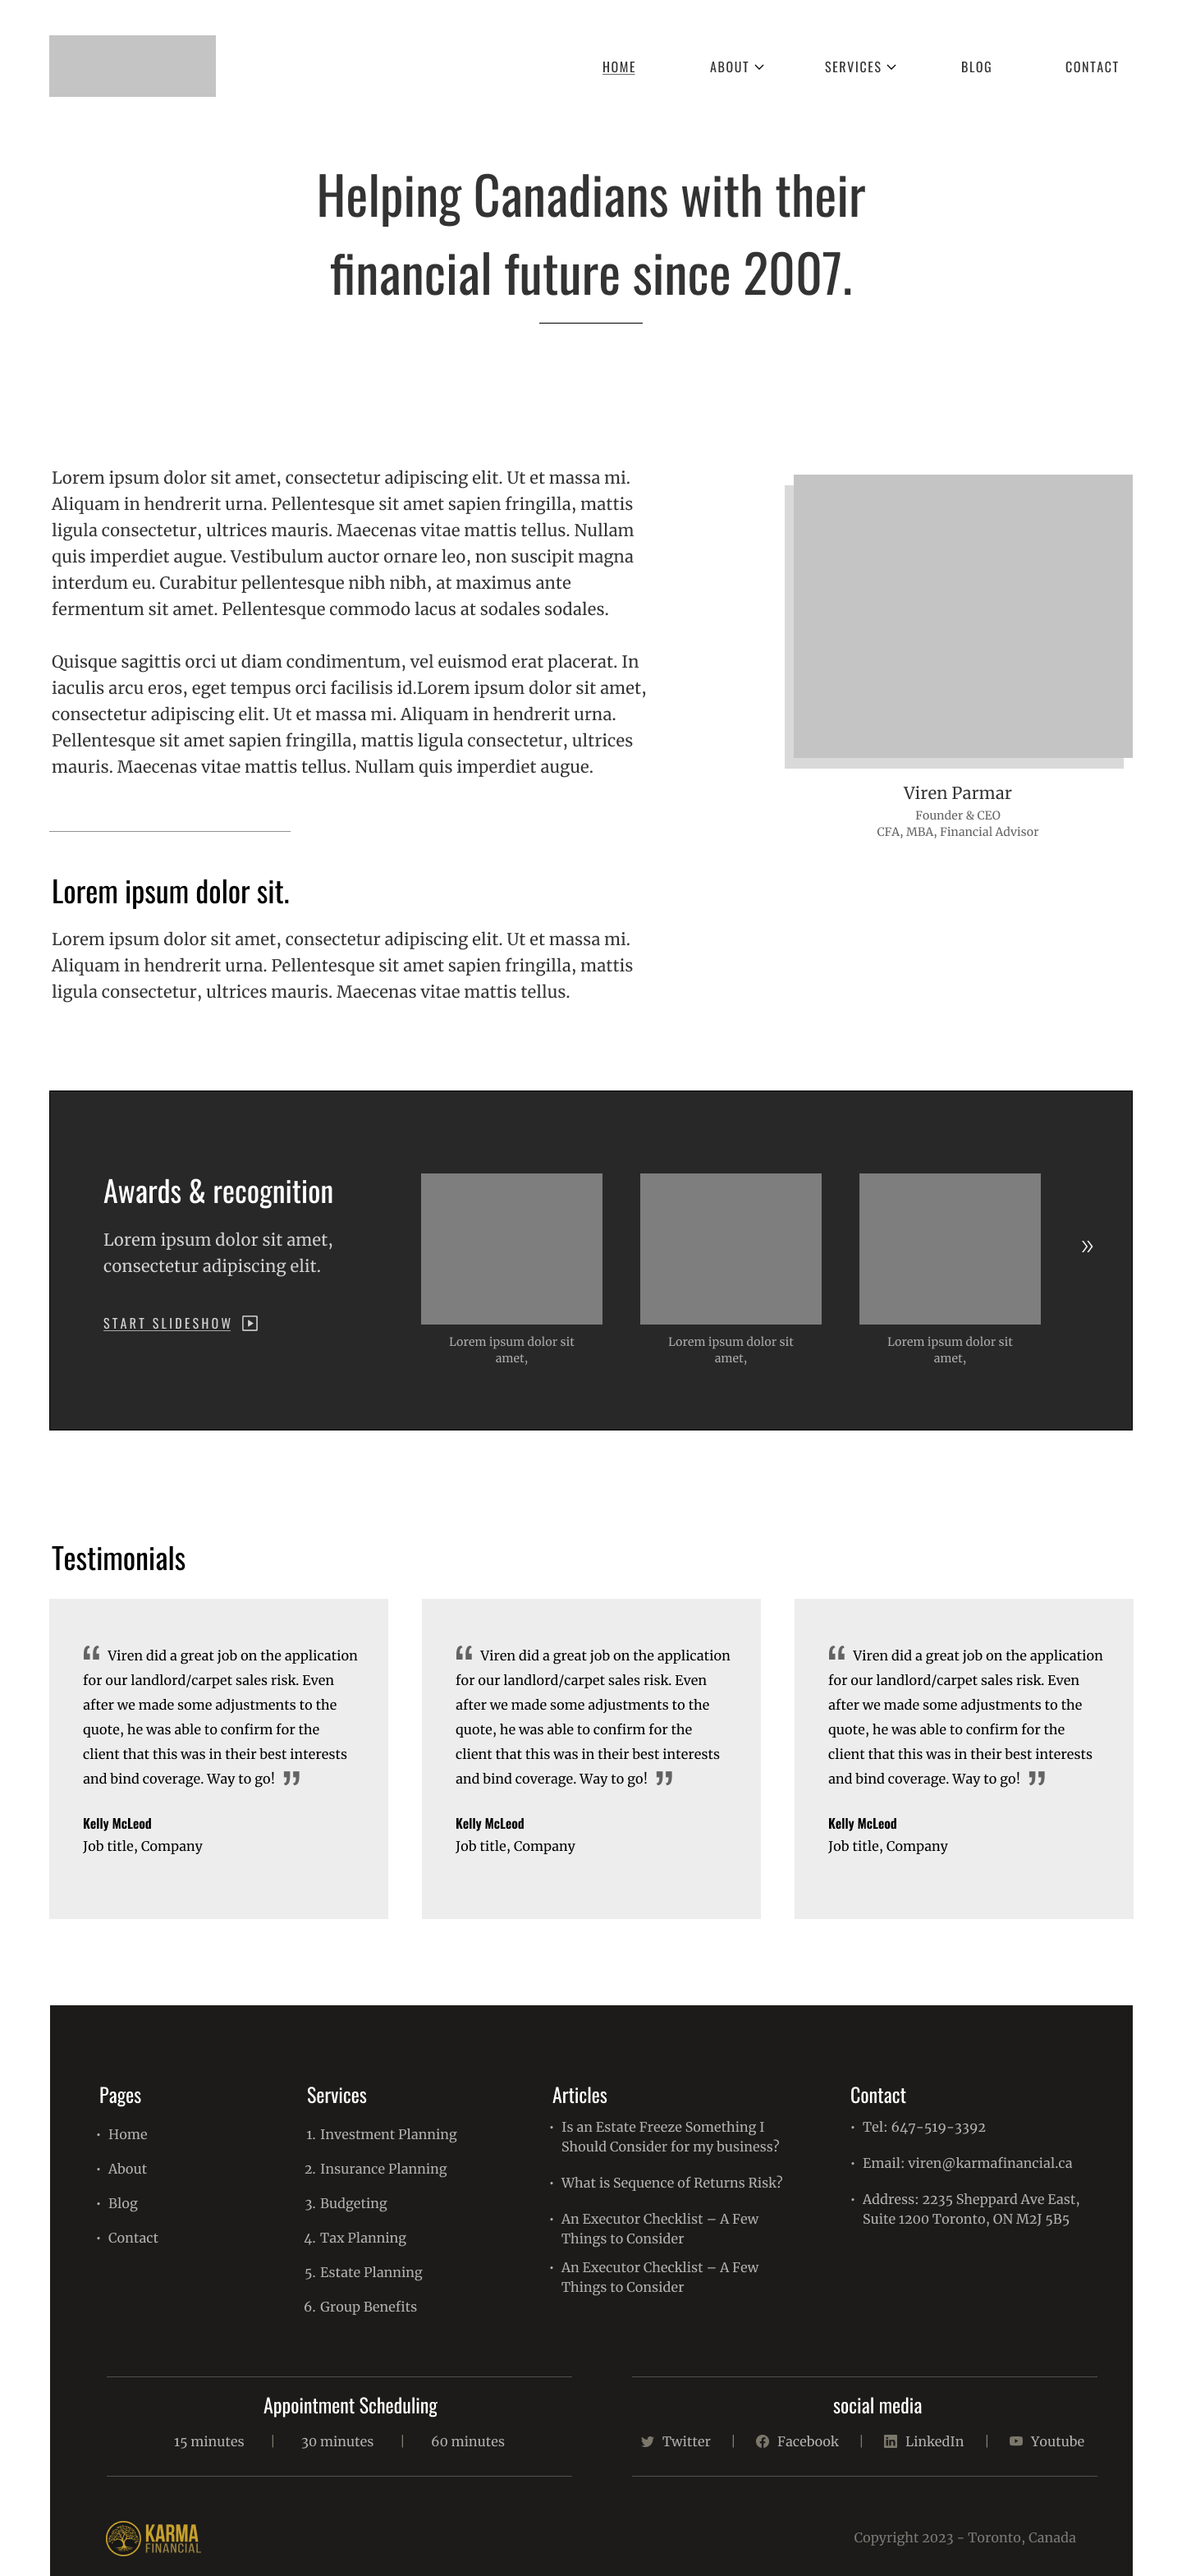 HOME ABOUT SERVICES BLOG CONTACT
Helping Canadians with their
financial future since 2007.
Lorem ipsum dolor sit amet, consectetur adipiscing elit. Ut et massa mi.
Aliquam in hendrerit urna. Pellentesque sit amet sapien fringilla, mattis
ligula consectetur, ultrices mauris. Maecenas vitae mattis tellus. Nullam
quis imperdiet augue. Vestibulum auctor ornare leo, non suscipit magna
interdum eu. Curabitur pellentesque nibh nibh, at maximus ante
fermentum sit amet. Pellentesque commodo lacus at sodales sodales.
Quisque sagittis orci ut diam condimentum, vel euismod erat placerat. In
iaculis arcu eros, eget tempus orci facilisis id.Lorem ipsum dolor sit amet,
consectetur adipiscing elit. Ut et massa mi. Aliquam in hendrerit urna.
Pellentesque sit amet sapien fringilla, mattis ligula consectetur, ultrices
mauris. Maecenas vitae mattis tellus. Nullam quis imperdiet augue.
Viren Parmar
Founder & CEO
CFA, MBA, Financial Advisor
Lorem ipsum dolor sit.
Lorem ipsum dolor sit amet, consectetur adipiscing elit. Ut et massa mi.
Aliquam in hendrerit urna. Pellentesque sit amet sapien fringilla, mattis
ligula consectetur, ultrices mauris. Maecenas vitae mattis tellus.
Awards & recognition
Lorem ipsum dolor sit amet,
consectetur adipiscing elit.
START SLIDESHOW
Lorem ipsum dolor sit
amet,
Lorem ipsum dolor sit
amet,
Lorem ipsum dolor sit
amet,
»
Testimonials
“ Viren did a great job on the application
for our landlord/carpet sales risk. Even
after we made some adjustments to the
quote, he was able to confirm for the
client that this was in their best interests
and bind coverage. Way to go! ”
Kelly McLeod
Job title, Company
“ Viren did a great job on the application
for our landlord/carpet sales risk. Even
after we made some adjustments to the
quote, he was able to confirm for the
client that this was in their best interests
and bind coverage. Way to go! ”
Kelly McLeod
Job title, Company
“ Viren did a great job on the application
for our landlord/carpet sales risk. Even
after we made some adjustments to the
quote, he was able to confirm for the
client that this was in their best interests
and bind coverage. Way to go! ”
Kelly McLeod
Job title, Company
Pages
• Home
• About
• Blog
• Contact
Services
1. Investment Planning
2. Insurance Planning
3. Budgeting
4. Tax Planning
5. Estate Planning
6. Group Benefits
Articles
• Is an Estate Freeze Something I
Should Consider for my business?
• What is Sequence of Returns Risk?
• An Executor Checklist – A Few
Things to Consider
• An Executor Checklist – A Few
Things to Consider
Contact
• Tel: 647-519-3392
• Email: viren@karmafinancial.ca
• Address: 2235 Sheppard Ave East,
Suite 1200 Toronto, ON M2J 5B5
Appointment Scheduling
15 minutes | 30 minutes | 60 minutes
social media
Twitter | Facebook | LinkedIn | Youtube
KARMA
FINANCIAL
Copyright 2023 - Toronto, Canada